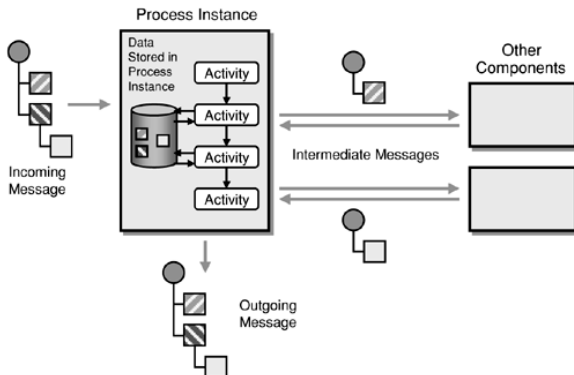 Process Instance
Data
Stored in
Process
Instance
Activity
Activity
Activity
Activity
Other
Components
Incoming
Message
Intermediate Messages
Outgoing
Message